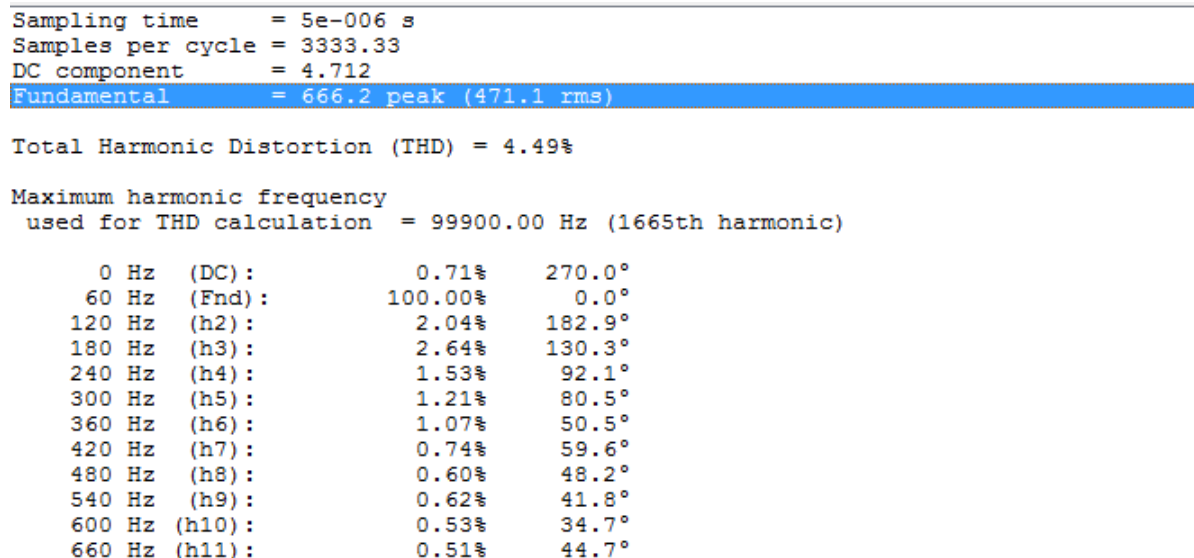 Sampling time = 5e-006 s
Samples per cycle = 3333.33
DC component = 4.712
Fundamental = 666.2 peak (471.1 rms)
Total Harmonic Distortion (THD) = 4.49%
Maximum harmonic frequency
used for THD calculation = 99900.00 Hz (1665th harmonic)
0 Hz (DC): 0.71% 270.0°
60 Hz (Fnd): 100.00% 0.0°
120 Hz (h2): 2.04% 182.9°
180 Hz (h3): 2.64% 130.3°
240 Hz (h4): 1.53% 92.1°
300 Hz (h5): 1.21% 80.5°
360 Hz (h6): 1.07% 50.5°
420 Hz (h7): 0.74% 59.6°
480 Hz (h8): 0.60% 48.2°
540 Hz (h9): 0.62% 41.8°
600 Hz (h10): 0.53% 34.7°
660 Hz (h11): 0.51% 44.7°